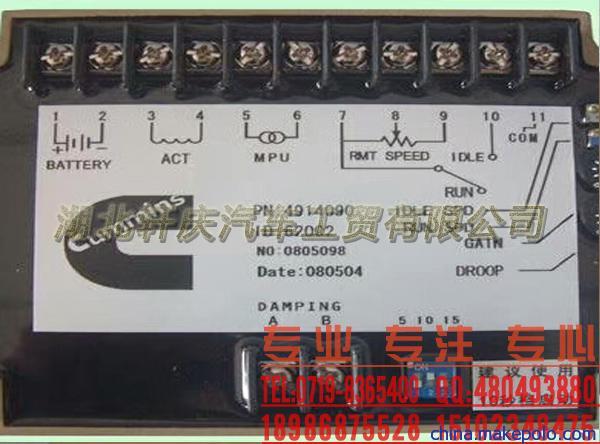 1 2 3 4 5 6 7 8 9 10 11
BATTERY ACT MPU RMT SPEED IDLE COM
RUN
湖北轩庆汽车工贸有限公司
Cummins
PN:4914090 IDLE SPD
ID:62002 RUN SPD
NO:0805098 GAIN
Date:080504 DROOP
DAMPING
A B 5 10 15
专业 专注 专心
建议使用
TEL:0719-8365400 QQ:480493880
18986875528
china.makepolo.com